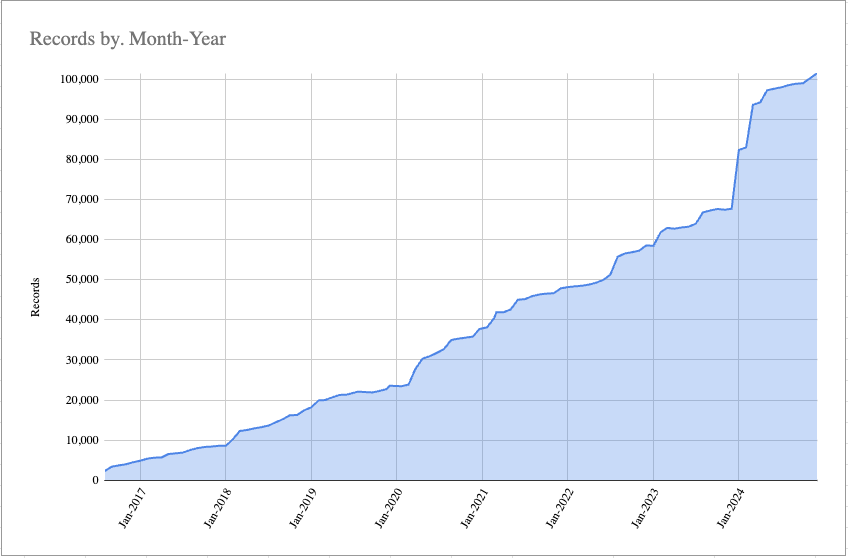 Records by. Month-Year
100,000
90,000
80,000
70,000
60,000
50,000
40,000
30,000
20,000
10,000
0
Records
Jan-2017
Jan-2018
Jan-2019
Jan-2020
Jan-2021
Jan-2022
Jan-2023
Jan-2024